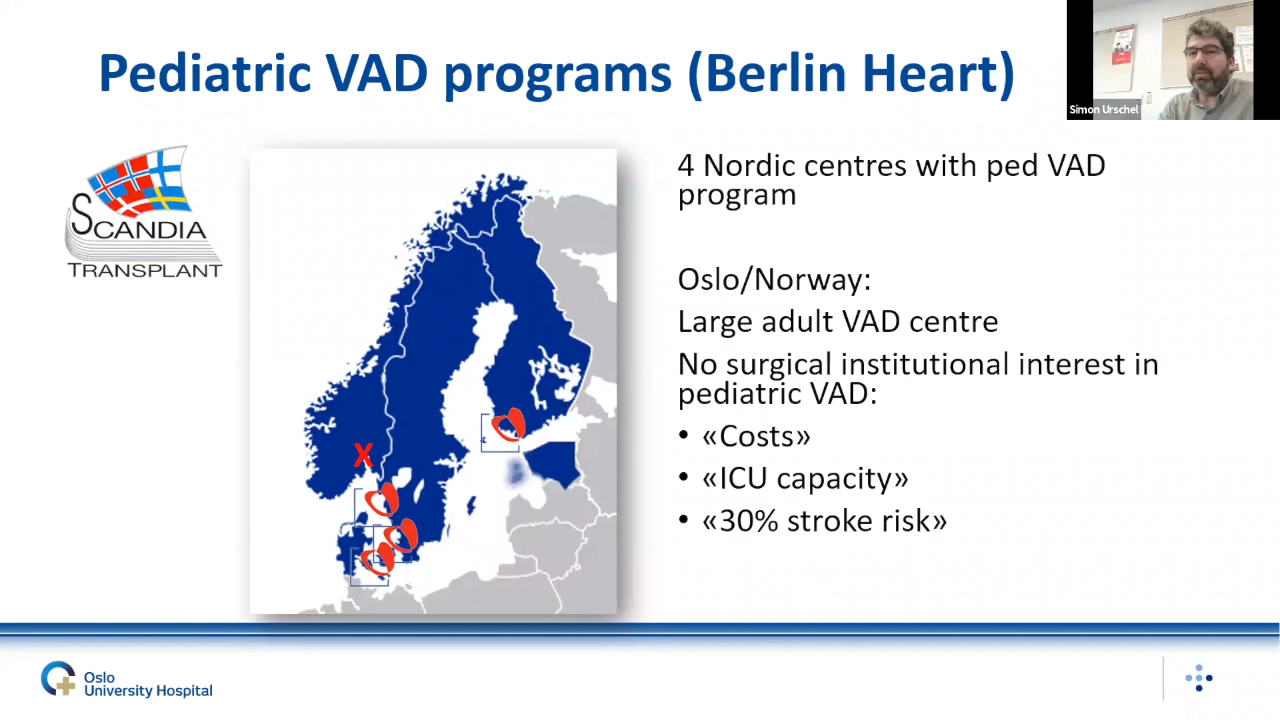 Pediatric VAD programs (Berlin Heart)
Simon Urschel
SCANDIA
TRANSPLANT
4 Nordic centres with ped VAD
program
Oslo/Norway:
Large adult VAD centre
No surgical institutional interest in
pediatric VAD:
• «Costs»
• «ICU capacity»
• «30% stroke risk»
X
Oslo
University Hospital